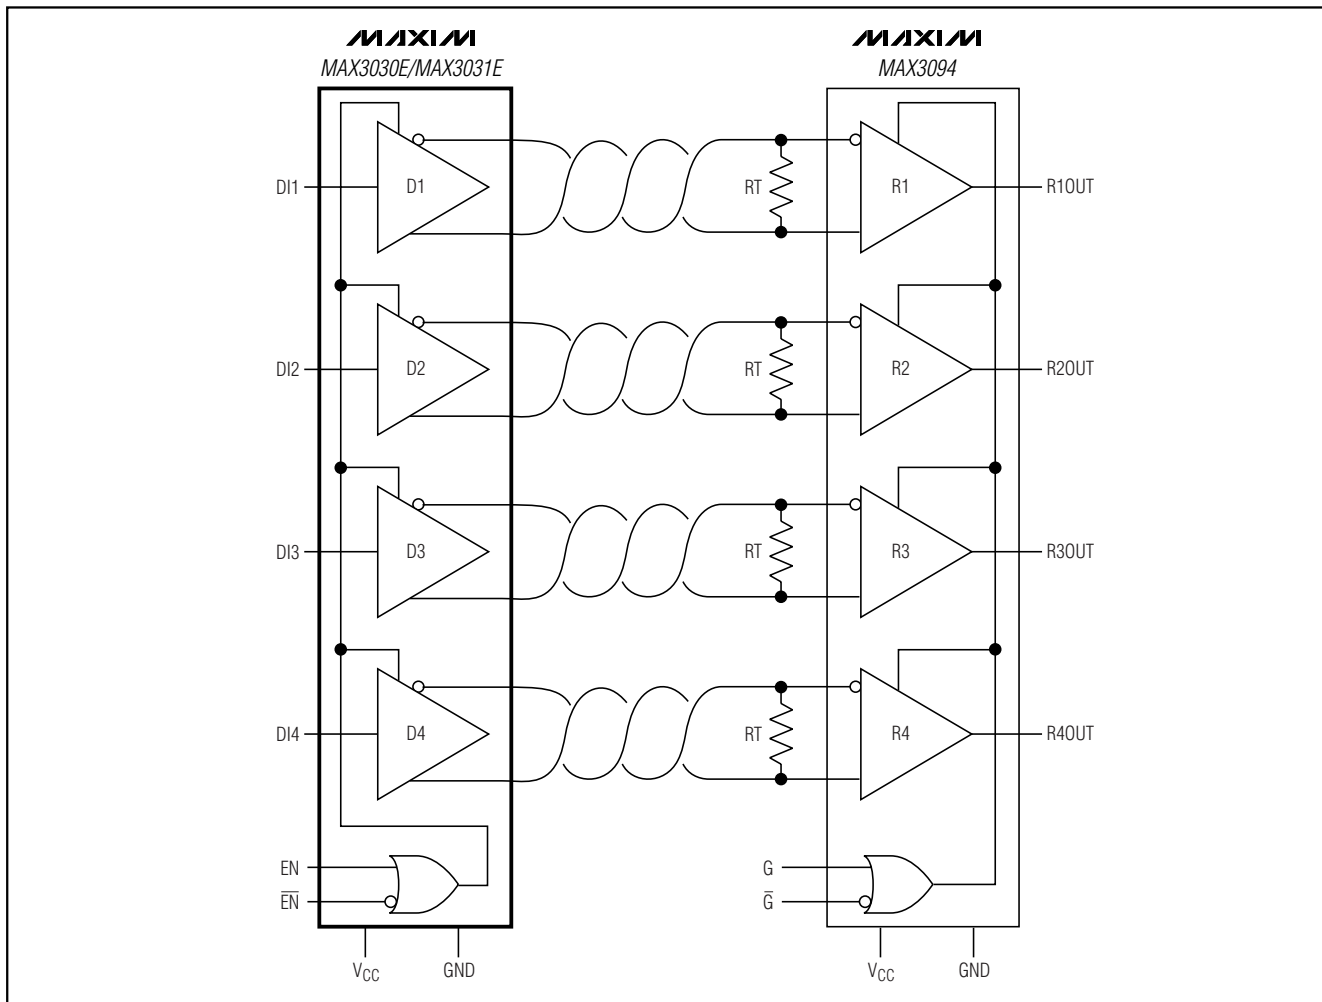 MAXIM MAXIM
MAX3030E/MAX3031E MAX3094
DI1 D1 RT R1 R1OUT
DI2 D2 RT R2 R2OUT
DI3 D3 RT R3 R3OUT
DI4 D4 RT R4 R4OUT
EN G
E̅N̅ G̅
VCC GND VCC GND